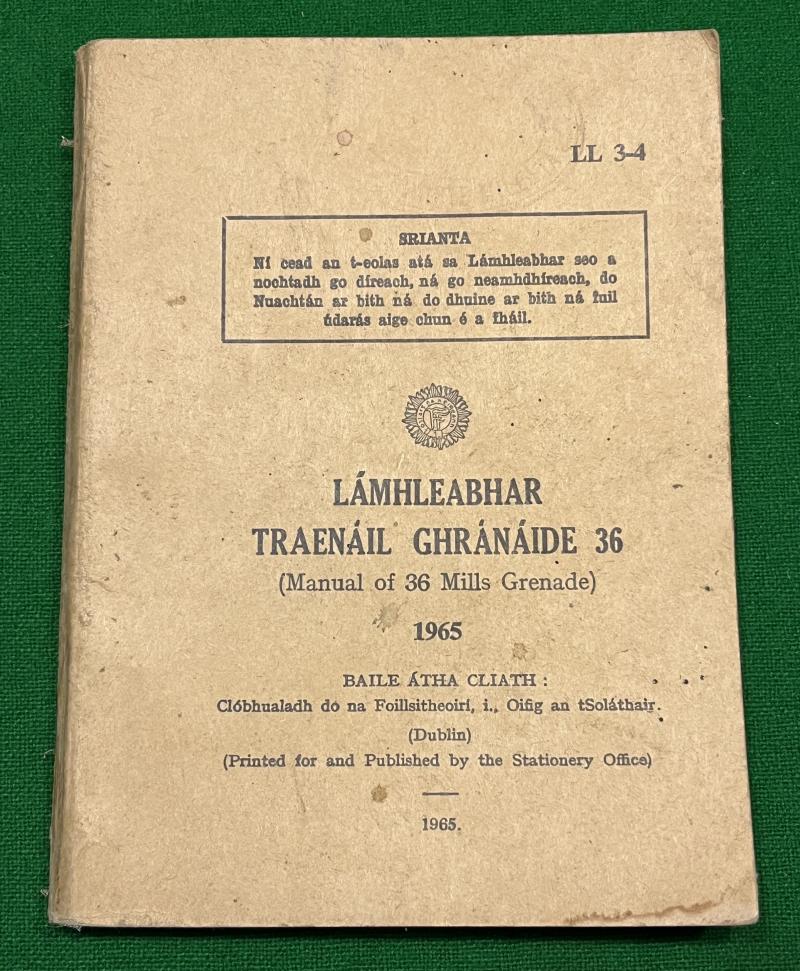 LL 3-4
SRIANTA
Ní cead an t-eolas atá sa Lámhleabhar seo a
nochtadh go díreach, ná go neamhdhíreach, do
Nuachtán ar bith ná do dhuine ar bith ná fuil
údarás aige chun é a fháil.
LÁMHLEABHAR
TRAENÁIL GHRÁNÁIDE 36
(Manual of 36 Mills Grenade)
1965
BAILE ÁTHA CLIATH :
Clóbhualadh do na Foillsitheoirí, i., Oifig an tSoláthair.
(Dublin)
(Printed for and Published by the Stationery Office)
1965.